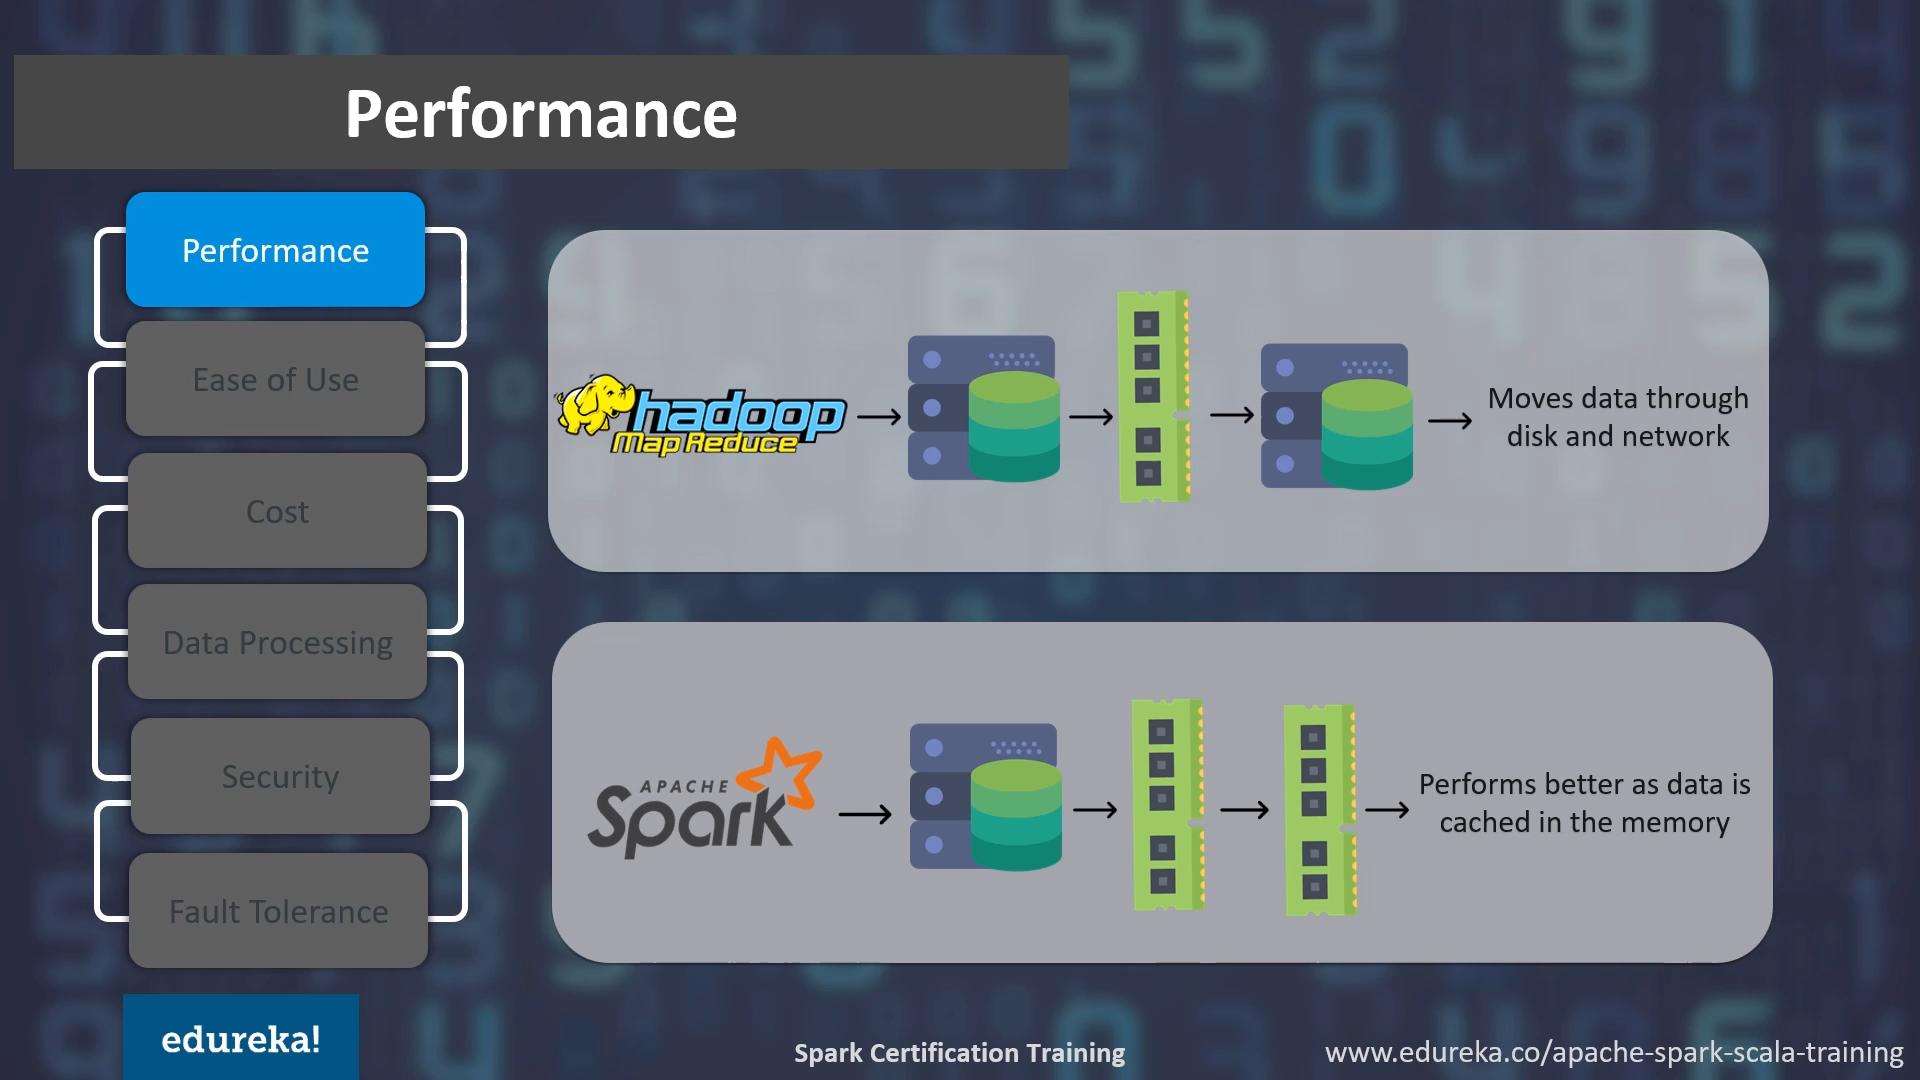 Performance
Performance
Ease of Use
Cost
Data Processing
Security
Fault Tolerance
hadoop
Map Reduce
Moves data through
disk and network
APACHE
Spark
Performs better as data is
cached in the memory
edureka!
Spark Certification Training
www.edureka.co/apache-spark-scala-training